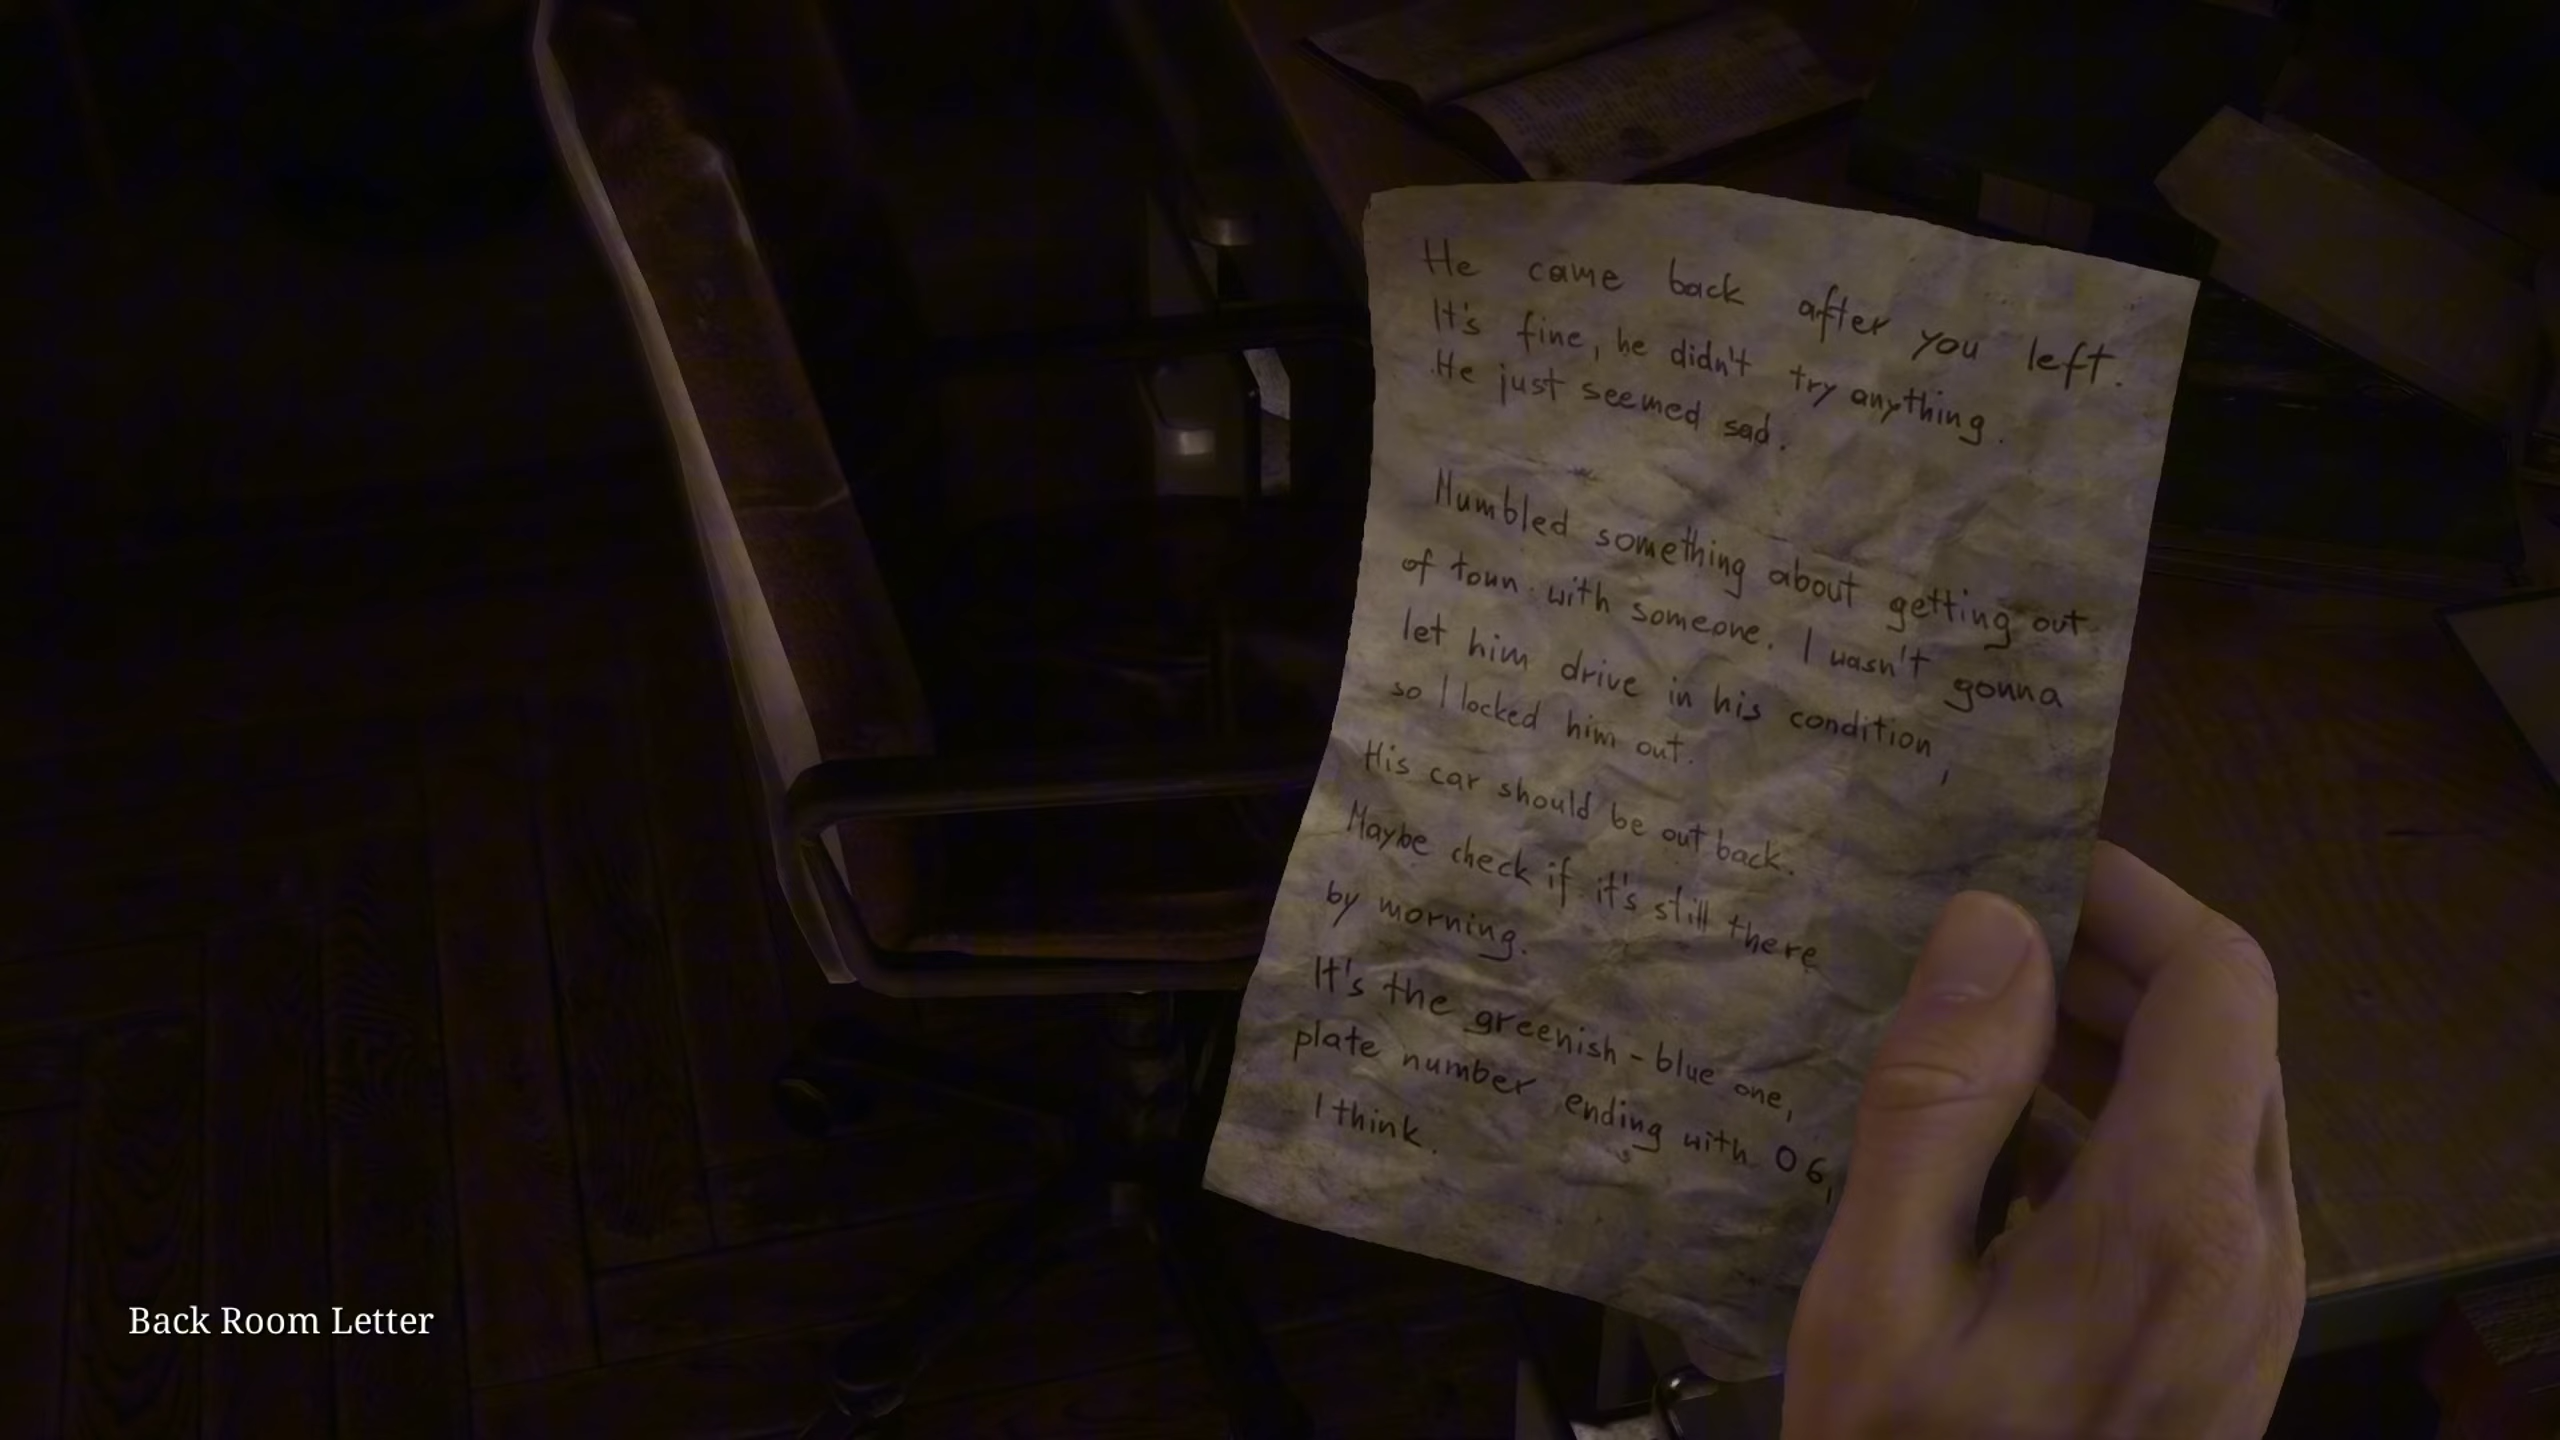 He came back after you left.
It's fine, he didn't try anything.
He just seemed sad.
Mumbled something about getting out
of town with someone. I wasn't gonna
let him drive in his condition,
so I locked him out.
His car should be out back.
Maybe check if it's still there
by morning.
It's the greenish-blue one,
plate number ending with 06,
I think.
Back Room Letter